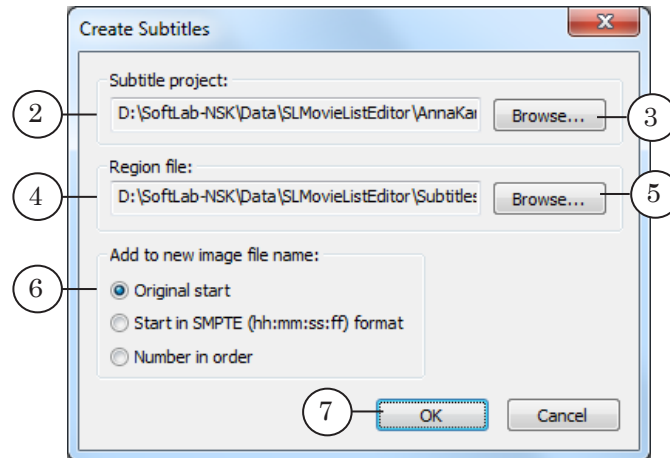 Create Subtitles
Subtitle project:
2
D:\SoftLab-NSK\Data\SLMovieListEditor\AnnaKar
Browse...
3
Region file:
4
D:\SoftLab-NSK\Data\SLMovieListEditor\Subtitles
Browse...
5
Add to new image file name:
6
Original start
Start in SMPTE (hh:mm:ss:ff) format
Number in order
7
OK
Cancel